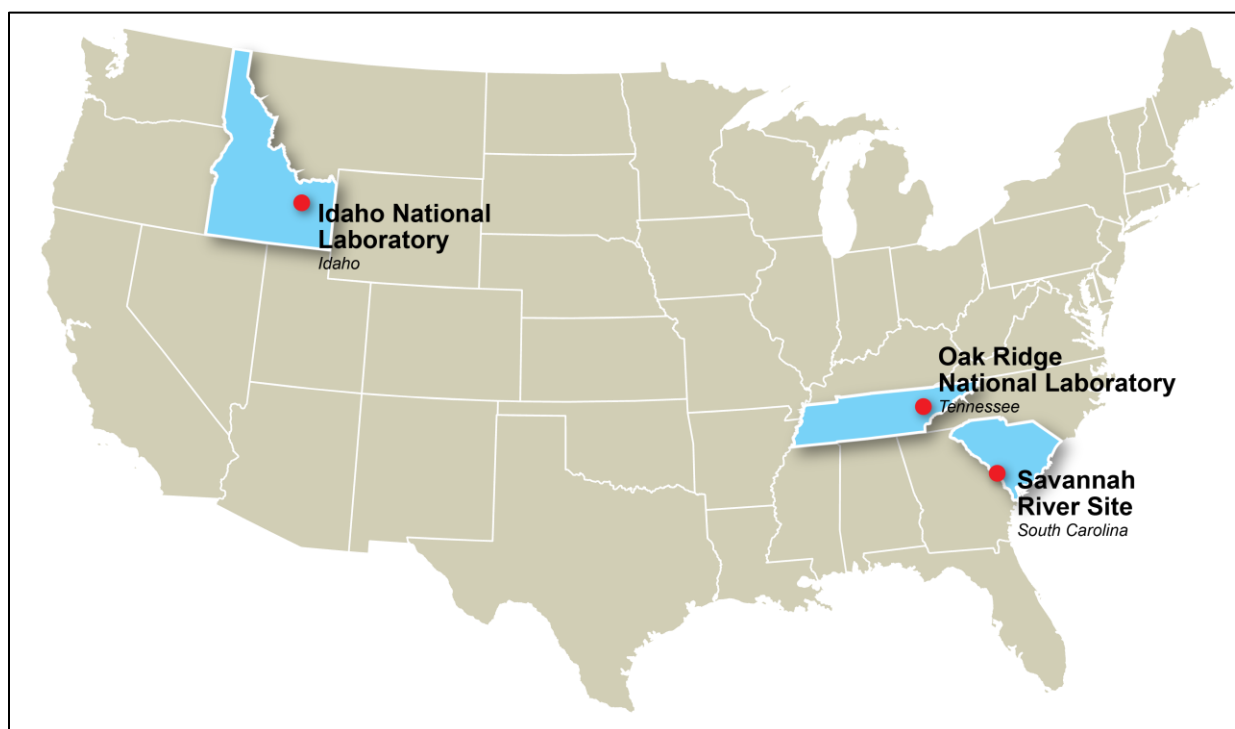 Idaho National
Laboratory
Idaho
Oak Ridge
National Laboratory
Tennessee
Savannah
River Site
South Carolina